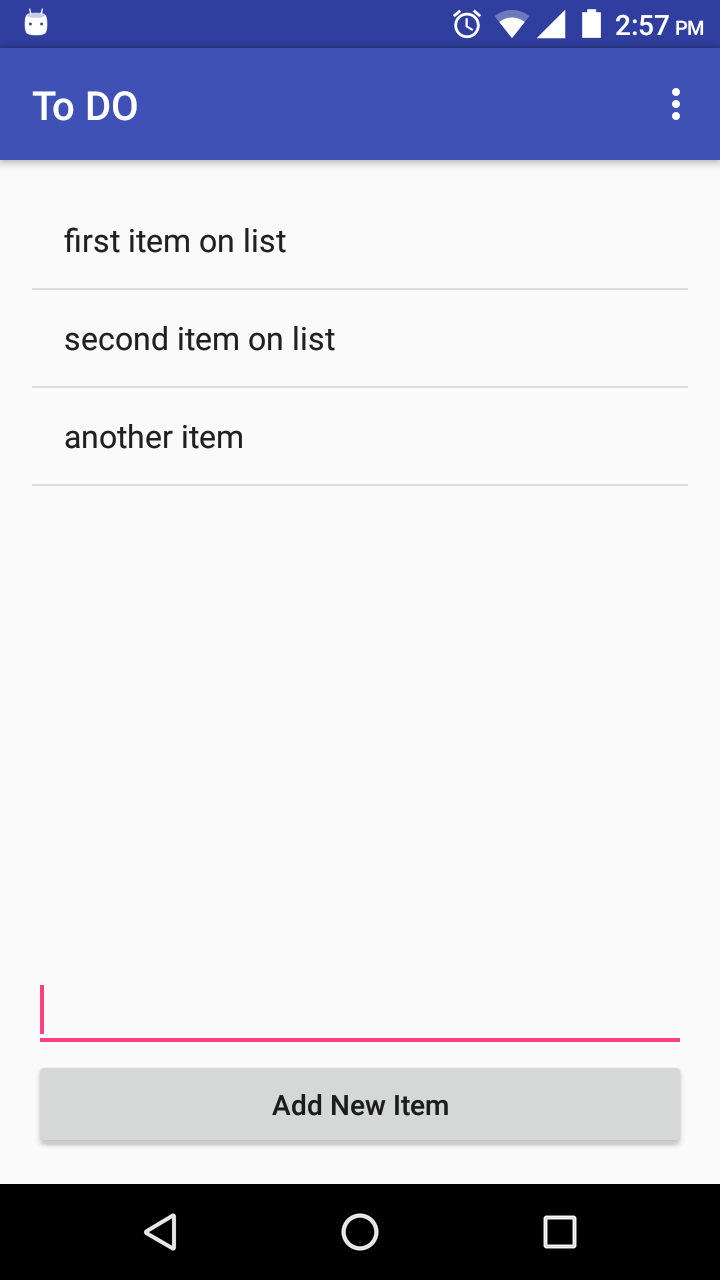 2:57 PM
To DO
first item on list
second item on list
another item
Add New Item